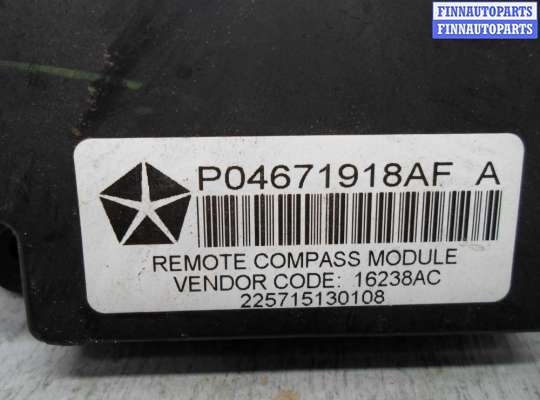 FINNAUTOPARTS
FINNAUTOPARTS
P04671918AF A
REMOTE COMPASS MODULE
VENDOR CODE: 16238AC
225715130108